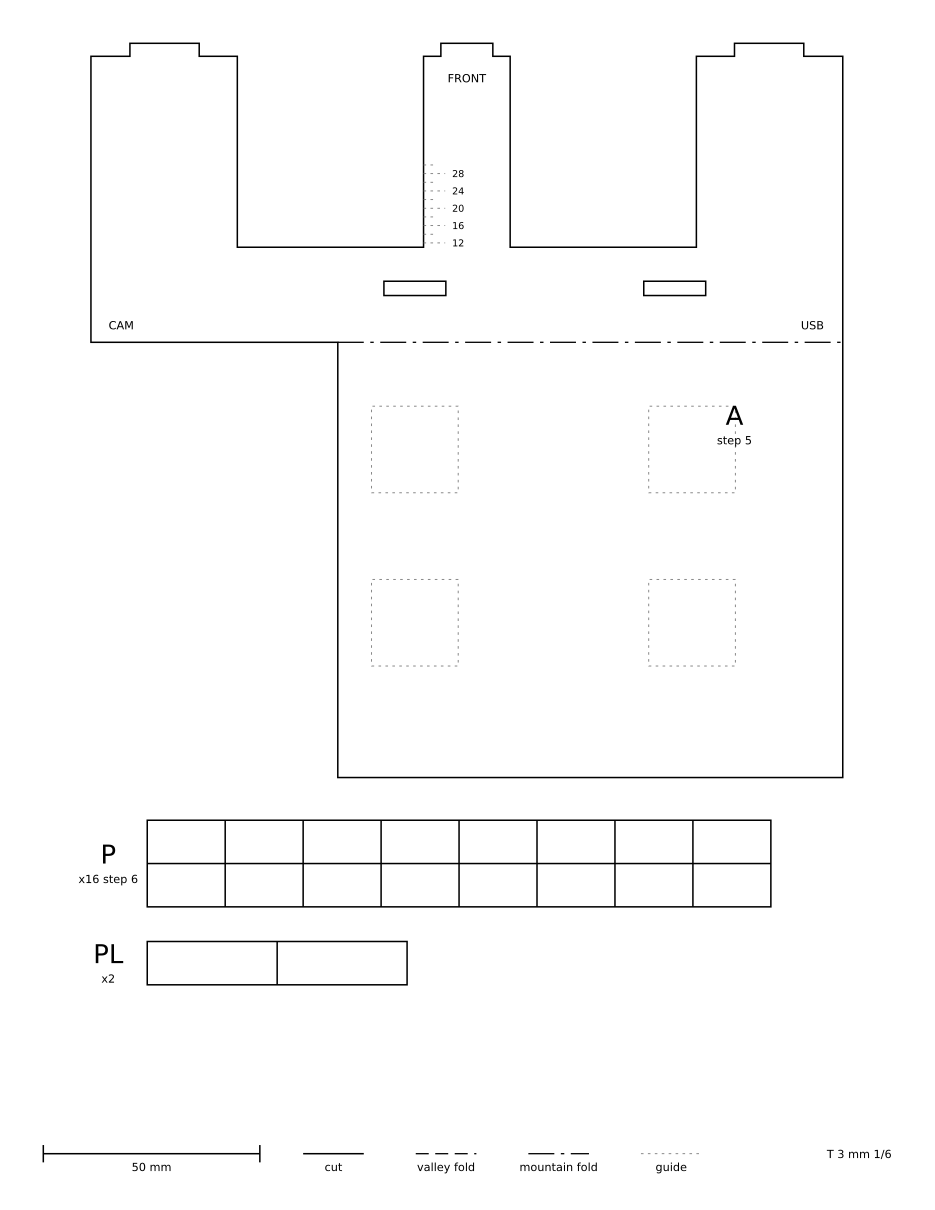 FRONT
28
24
20
16
12
CAM
USB
A
step 5
P
x16 step 6
PL
x2
50 mm
cut
valley fold
mountain fold
guide
T 3 mm 1/6